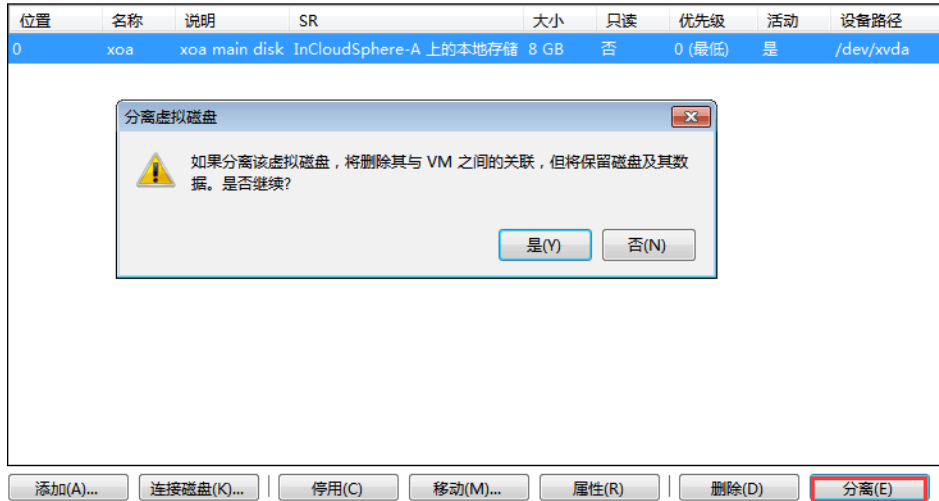 位置 名称 说明 SR 大小 只读 优先级 活动 设备路径
0 xoa xoa main disk InCloudSphere-A 上的本地存储 8 GB 否 0 (最低) 是 /dev/xvda
分离虚拟磁盘
如果分离该虚拟磁盘，将删除其与 VM 之间的关联，但将保留磁盘及其数
据。是否继续?
是(Y) 否(N)
添加(A)... 连接磁盘(K)... 停用(C) 移动(M)... 属性(R) 删除(D) 分离(E)